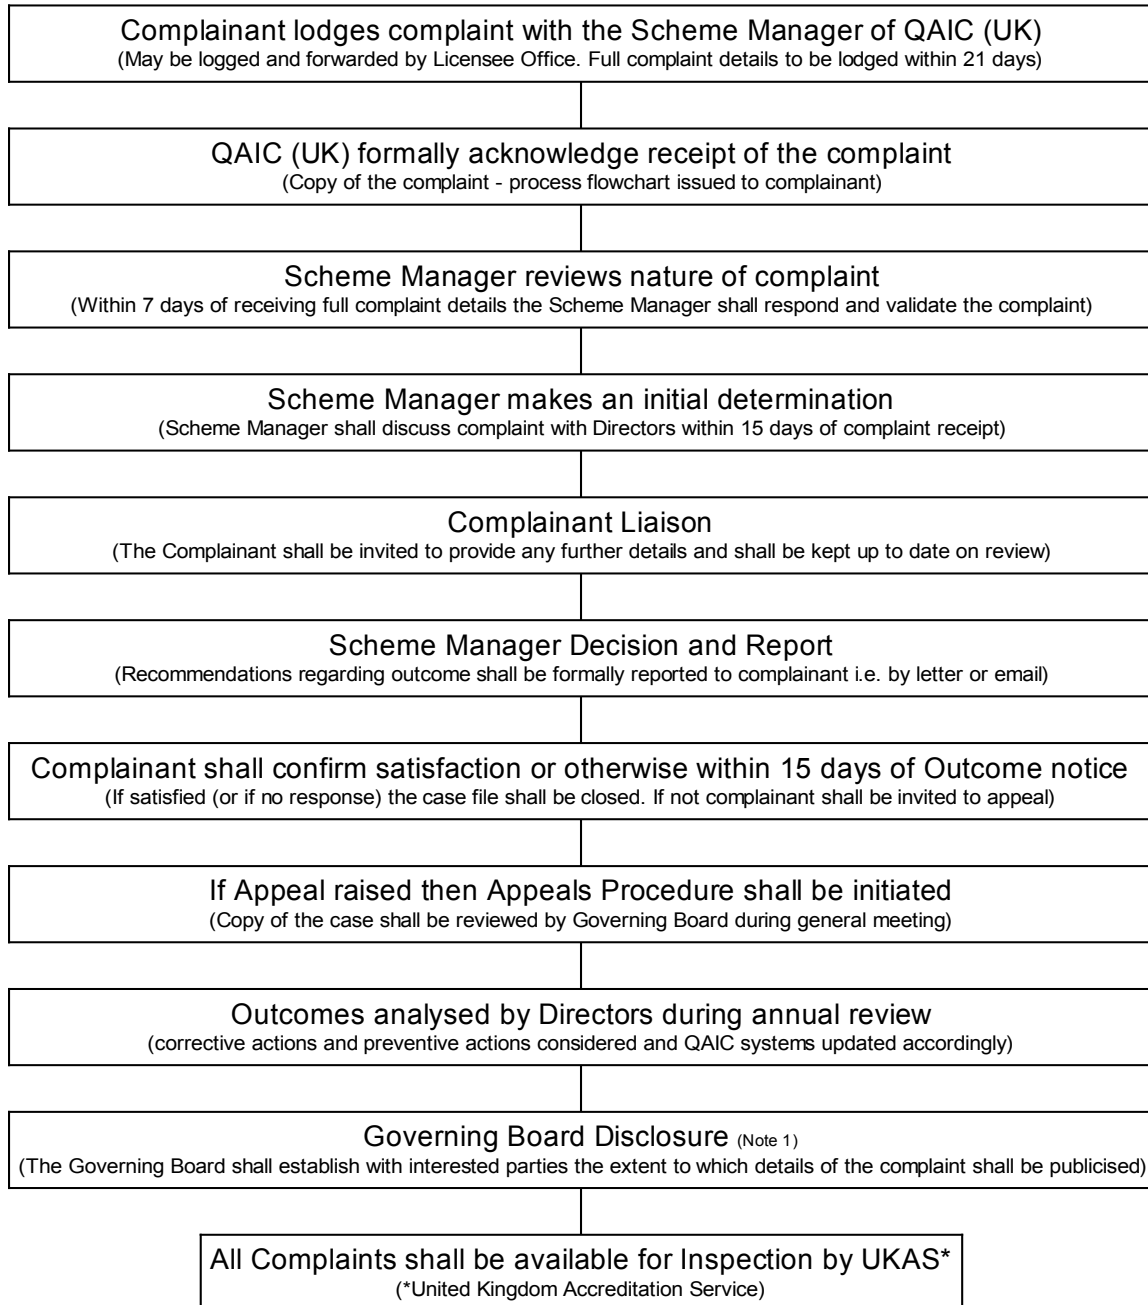 Complainant lodges complaint with the Scheme Manager of QAIC (UK)
(May be logged and forwarded by Licensee Office. Full complaint details to be lodged within 21 days)
QAIC (UK) formally acknowledge receipt of the complaint
(Copy of the complaint - process flowchart issued to complainant)
Scheme Manager reviews nature of complaint
(Within 7 days of receiving full complaint details the Scheme Manager shall respond and validate the complaint)
Scheme Manager makes an initial determination
(Scheme Manager shall discuss complaint with Directors within 15 days of complaint receipt)
Complainant Liaison
(The Complainant shall be invited to provide any further details and shall be kept up to date on review)
Scheme Manager Decision and Report
(Recommendations regarding outcome shall be formally reported to complainant i.e. by letter or email)
Complainant shall confirm satisfaction or otherwise within 15 days of Outcome notice
(If satisfied (or if no response) the case file shall be closed. If not complainant shall be invited to appeal)
If Appeal raised then Appeals Procedure shall be initiated
(Copy of the case shall be reviewed by Governing Board during general meeting)
Outcomes analysed by Directors during annual review
(corrective actions and preventive actions considered and QAIC systems updated accordingly)
Governing Board Disclosure (Note 1)
(The Governing Board shall establish with interested parties the extent to which details of the complaint shall be publicised)
All Complaints shall be available for Inspection by UKAS*
(*United Kingdom Accreditation Service)